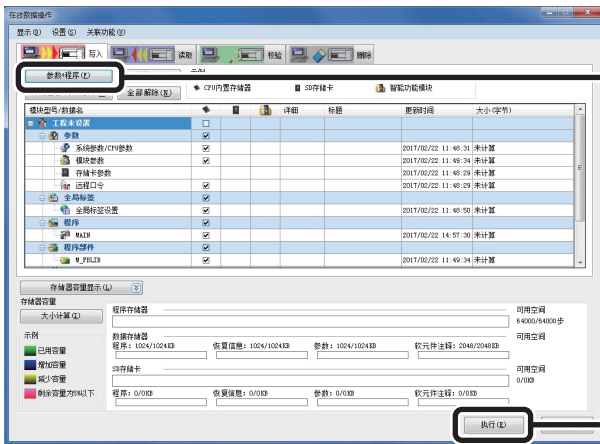 在线数据操作
显示(D) 设置(S) 关联功能(U)
写入 读取 校验 删除
参数+程序(F)
全部解除(N)
CPU内置存储器 SD存储卡 智能功能模块
模块型号/数据名 详细 标题 更新时间 大小(字节)
工程未设置
参数
系统参数/CPU参数 2017/02/22 11:48:31 未计算
模块参数 2017/02/22 11:49:34 未计算
存储卡参数 2017/02/22 11:48:29 未计算
远程口令 2017/02/22 11:48:29 未计算
全局标签
全局标签设置 2017/02/22 11:48:50 未计算
程序
MAIN 2017/02/22 14:57:30 未计算
程序部件
M_FBLIB 2017/02/22 11:49:34 未计算
存储器容量显示(L)
存储器容量
大小计算(I)
示例
已用容量
增加容量
减少容量
剩余容量为5%以下
程序存储器 可用空间
64000/64000步
数据存储器 可用空间
程序: 1024/1024KB 恢复信息: 1024/1024KB 参数: 1024/1024KB 软元件注释: 2048/2048KB
SD存储卡 可用空间
0/0KB
程序: 0/0KB 恢复信息: 0/0KB 参数: 0/0KB 软元件注释: 0/0KB
执行(E)